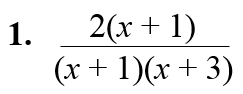 1. 2(x + 1)
(x + 1)(x + 3)